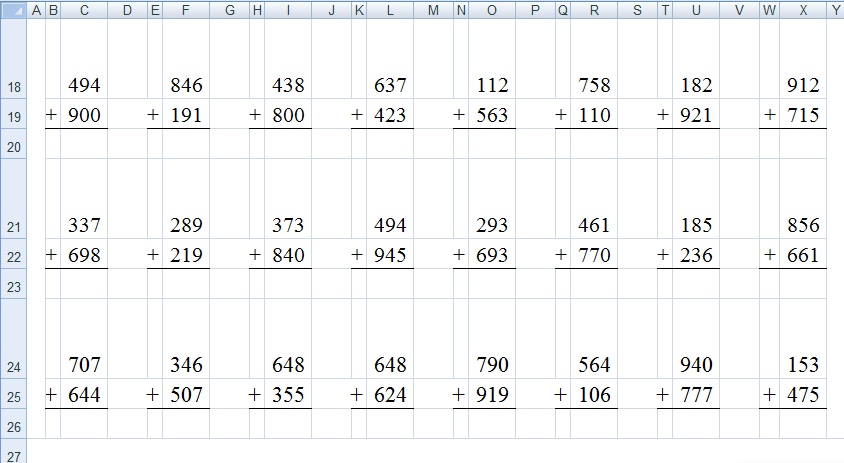 A B C D E F G H I J K L M N O P Q R S T U V W X Y
18 494 846 438 637 112 758 182 912
19 + 900 + 191 + 800 + 423 + 563 + 110 + 921 + 715
20
21 337 289 373 494 293 461 185 856
22 + 698 + 219 + 840 + 945 + 693 + 770 + 236 + 661
23
24 707 346 648 648 790 564 940 153
25 + 644 + 507 + 355 + 624 + 919 + 106 + 777 + 475
26
27